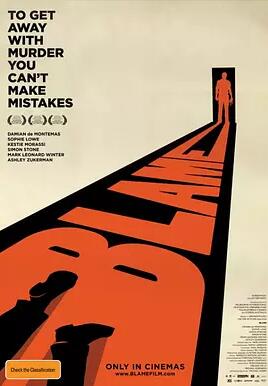 TO GET
AWAY
WITH
MURDER
YOU
CAN'T
MAKE
MISTAKES
DAMIAN de MONTEMAS
SOPHIE LOWE
KESTIE MORASSI
SIMON STONE
MARK LEONARD WINTER
ASHLEY ZUKERMAN
BLAME
ONLY IN CINEMAS
WWW.BLAMEFILM.COM
Check the Classification